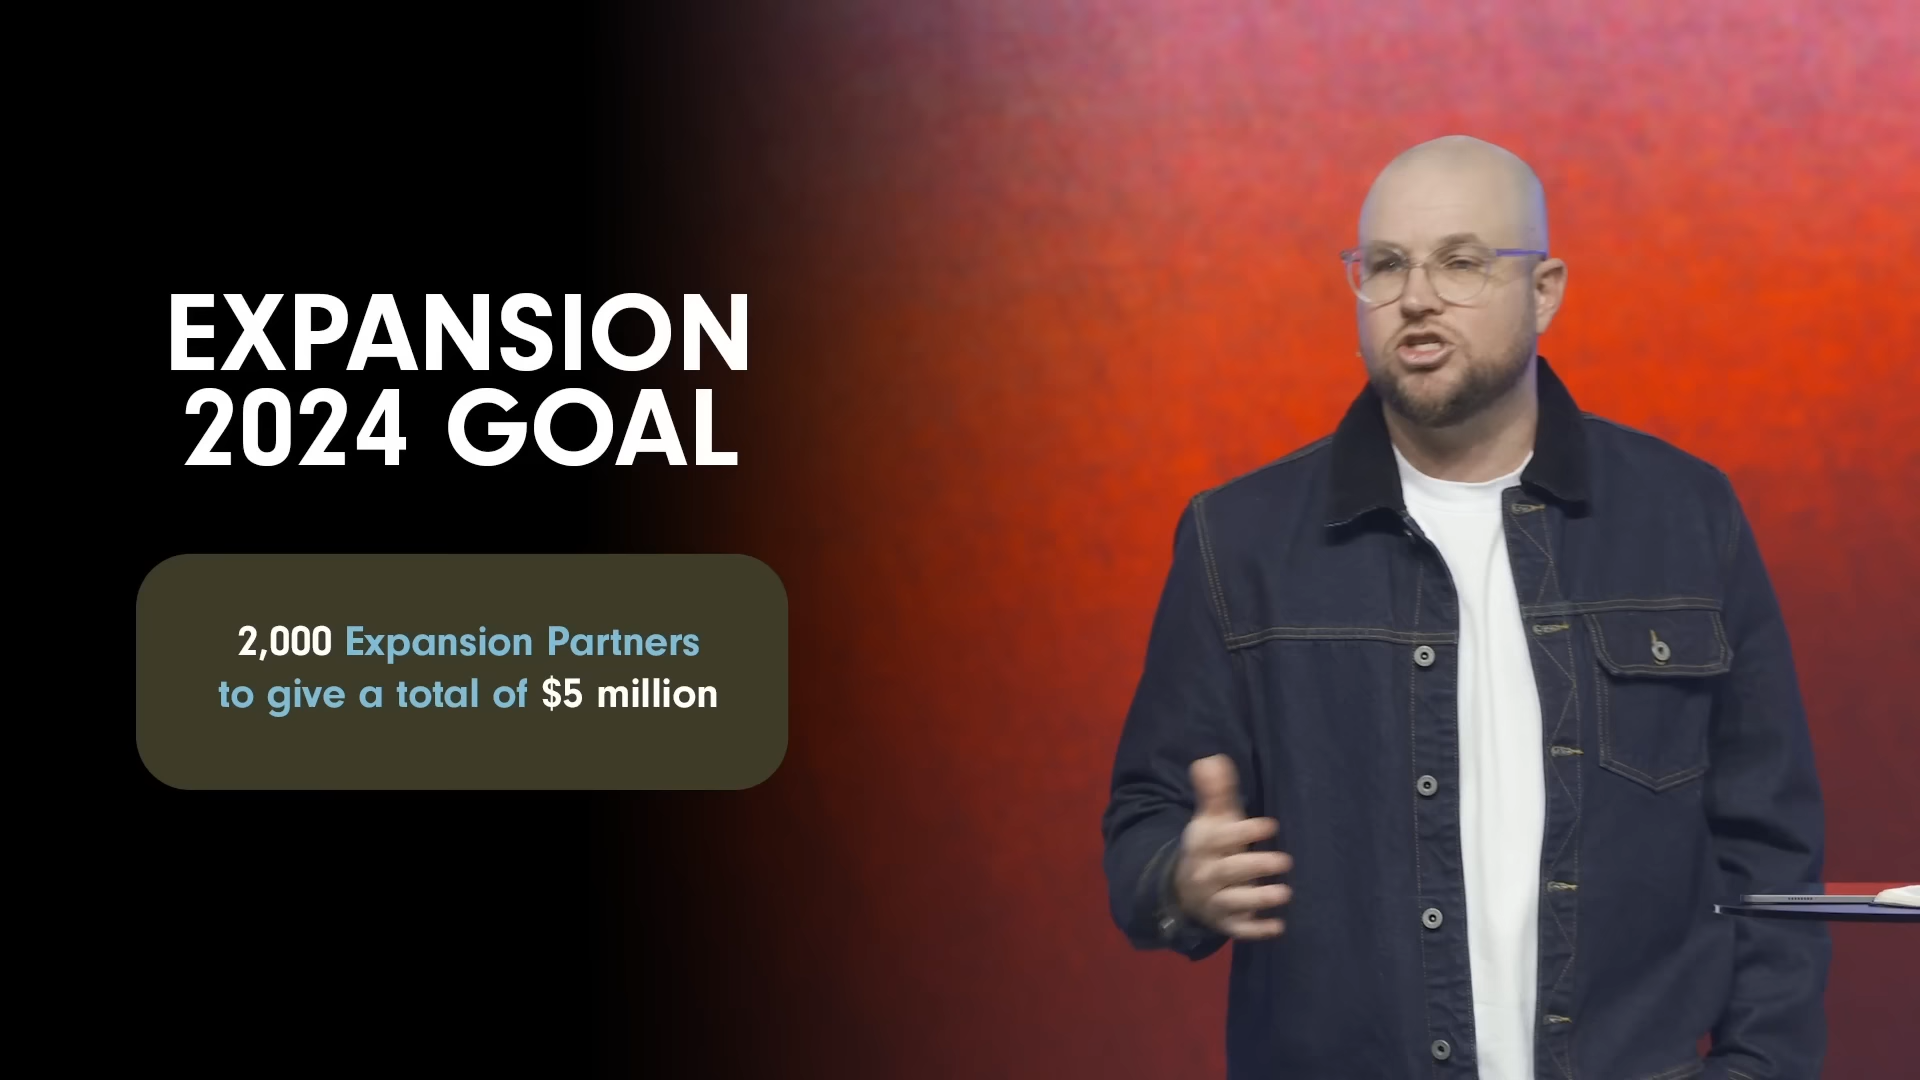 EXPANSION
2024 GOAL
2,000 Expansion Partners
to give a total of $5 million